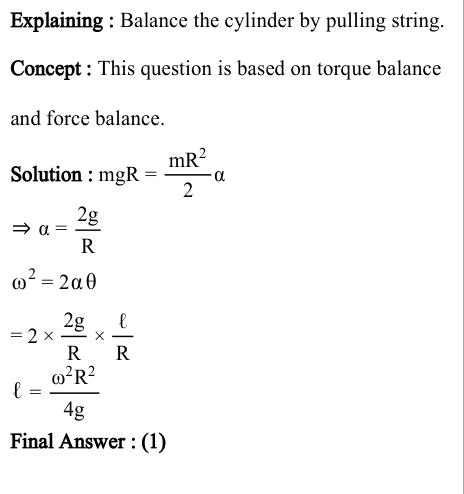 Explaining : Balance the cylinder by pulling string.
Concept : This question is based on torque balance
and force balance.
Solution : mgR = mR²/2 α
⇒ α = 2g/R
ω² = 2αθ
= 2 × 2g/R × ℓ/R
ℓ = ω²R²/4g
Final Answer : (1)